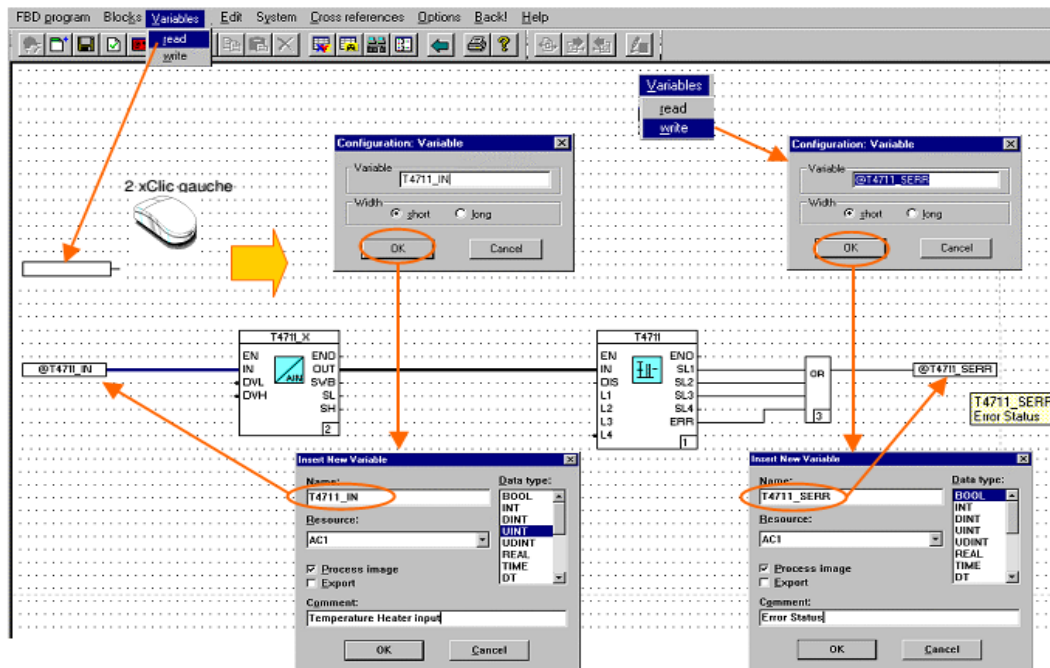 FBD program Blocks Variables Edit System Cross references Options Back! Help
read
write
Variables
read
write
2 xClic gauche
Configuration: Variable
Variable
T4711_IN
Width
short long
OK Cancel
Configuration: Variable
Variable
@T4711_SERR
Width
short long
OK Cancel
@T4711_IN
T4711_X
EN ENO
IN OUT
DVL SWB
DVH SL
SH
AIN
2
T4711
EN ENO
IN SL1
DIS SL2
L1 SL3
L2 SL4
L3 ERR
L4
1
OR
3
@T4711_SERR
T4711_SERR
Error Status
Insert New Variable
Name:
T4711_IN
Resource:
AC1
Process image
Export
Comment:
Temperature Heater input
Data type:
BOOL
INT
DINT
UINT
UDINT
REAL
TIME
DT
OK Cancel
Insert New Variable
Name:
T4711_SERR
Resource:
AC1
Process image
Export
Comment:
Error Status
Data type:
BOOL
INT
DINT
UINT
UDINT
REAL
TIME
DT
OK Cancel